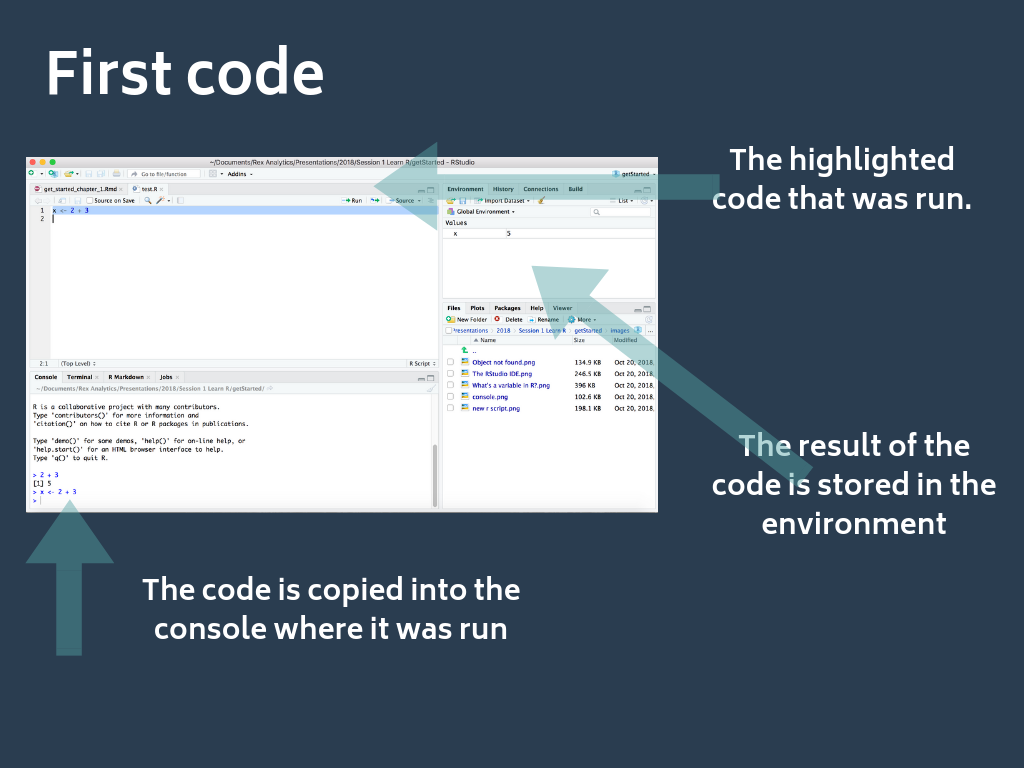 First code
~/Documents/Rex Analytics/Presentations/2018/Session 1 Learn R/getStarted - RStudio
Go to file/function
Addins
getStarted
get_started_chapter_1.Rmd
test.R
Source on Save
Run
Source
1 x <- 2 + 3
2
2:1 (Top Level)
R Script
Console Terminal R Markdown Jobs
~/Documents/Rex Analytics/Presentations/2018/Session 1 Learn R/getStarted/
R is a collaborative project with many contributors.
Type 'contributors()' for more information and
'citation()' on how to cite R or R packages in publications.
Type 'demo()' for some demos, 'help()' for on-line help, or
'help.start()' for an HTML browser interface to help.
Type 'q()' to quit R.
> 2 + 3
[1] 5
> x <- 2 + 3
>
Environment History Connections Build
Import Dataset
List
Global Environment
Values
x 5
Files Plots Packages Help Viewer
New Folder Delete Rename More
resentations 2018 Session 1 Learn R getStarted images ...
Name Size Modified
..
Object not found.png 134.9 KB Oct 20, 2018,
The RStudio IDE.png 246.5 KB Oct 20, 2018,
What's a variable in R?.png 396 KB Oct 20, 2018,
console.png 102.6 KB Oct 20, 2018,
new r script.png 198.1 KB Oct 20, 2018,
The highlighted
code that was run.
The result of the
code is stored in the
environment
The code is copied into the
console where it was run